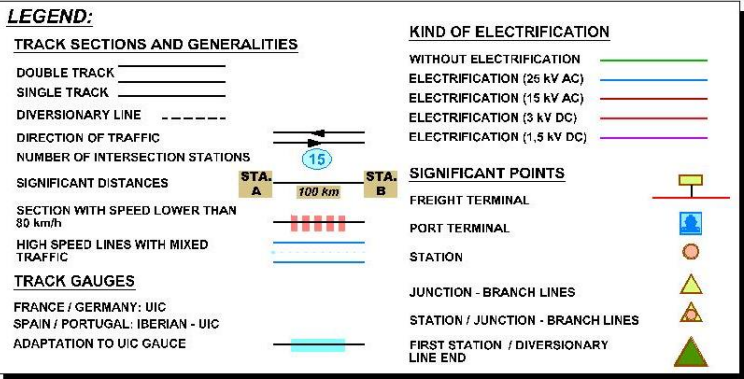 LEGEND:
TRACK SECTIONS AND GENERALITIES
DOUBLE TRACK
SINGLE TRACK
DIVERSIONARY LINE
DIRECTION OF TRAFFIC
NUMBER OF INTERSECTION STATIONS
15
SIGNIFICANT DISTANCES
STA. A
100 km
STA. B
SECTION WITH SPEED LOWER THAN
80 km/h
HIGH SPEED LINES WITH MIXED
TRAFFIC
TRACK GAUGES
FRANCE / GERMANY: UIC
SPAIN / PORTUGAL: IBERIAN - UIC
ADAPTATION TO UIC GAUCE
KIND OF ELECTRIFICATION
WITHOUT ELECTRIFICATION
ELECTRIFICATION (25 kV AC)
ELECTRIFICATION (15 kV AC)
ELECTRIFICATION (3 kV DC)
ELECTRIFICATION (1,5 kV DC)
SIGNIFICANT POINTS
FREIGHT TERMINAL
PORT TERMINAL
STATION
JUNCTION - BRANCH LINES
STATION / JUNCTION - BRANCH LINES
FIRST STATION / DIVERSIONARY
LINE END